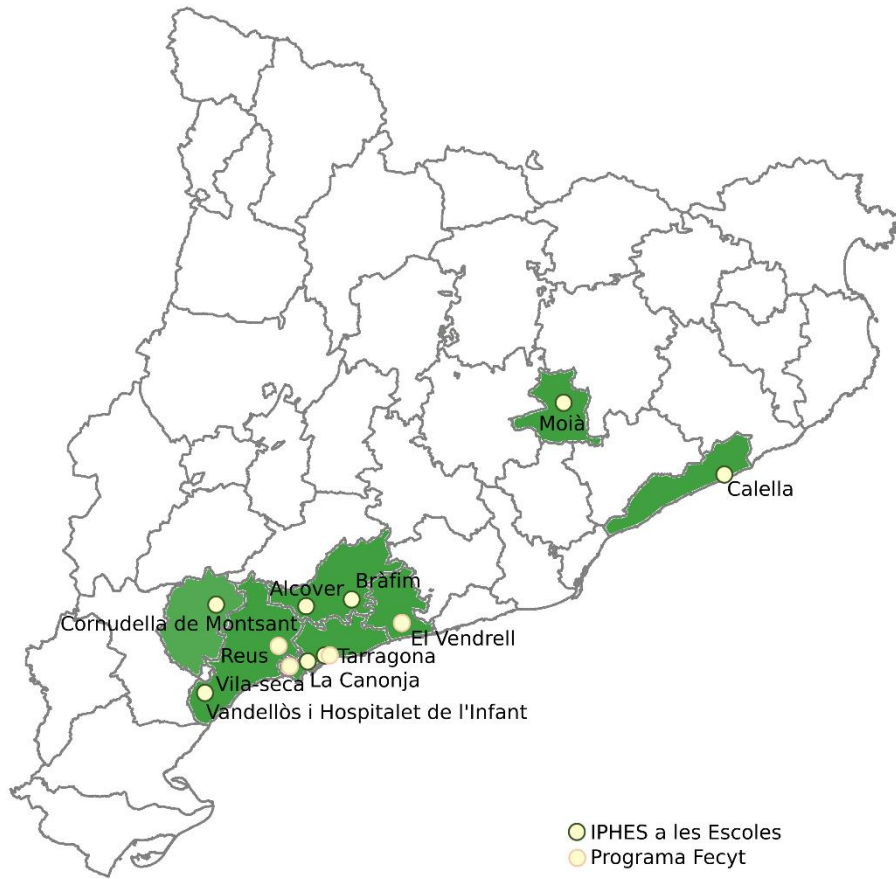 Moià
Calella
Alcover
Bràfim
Cornudella de Montsant
El Vendrell
Reus
Tarragona
Vila-seca
La Canonja
Vandellòs i Hospitalet de l'Infant
IPHES a les Escoles
Programa Fecyt